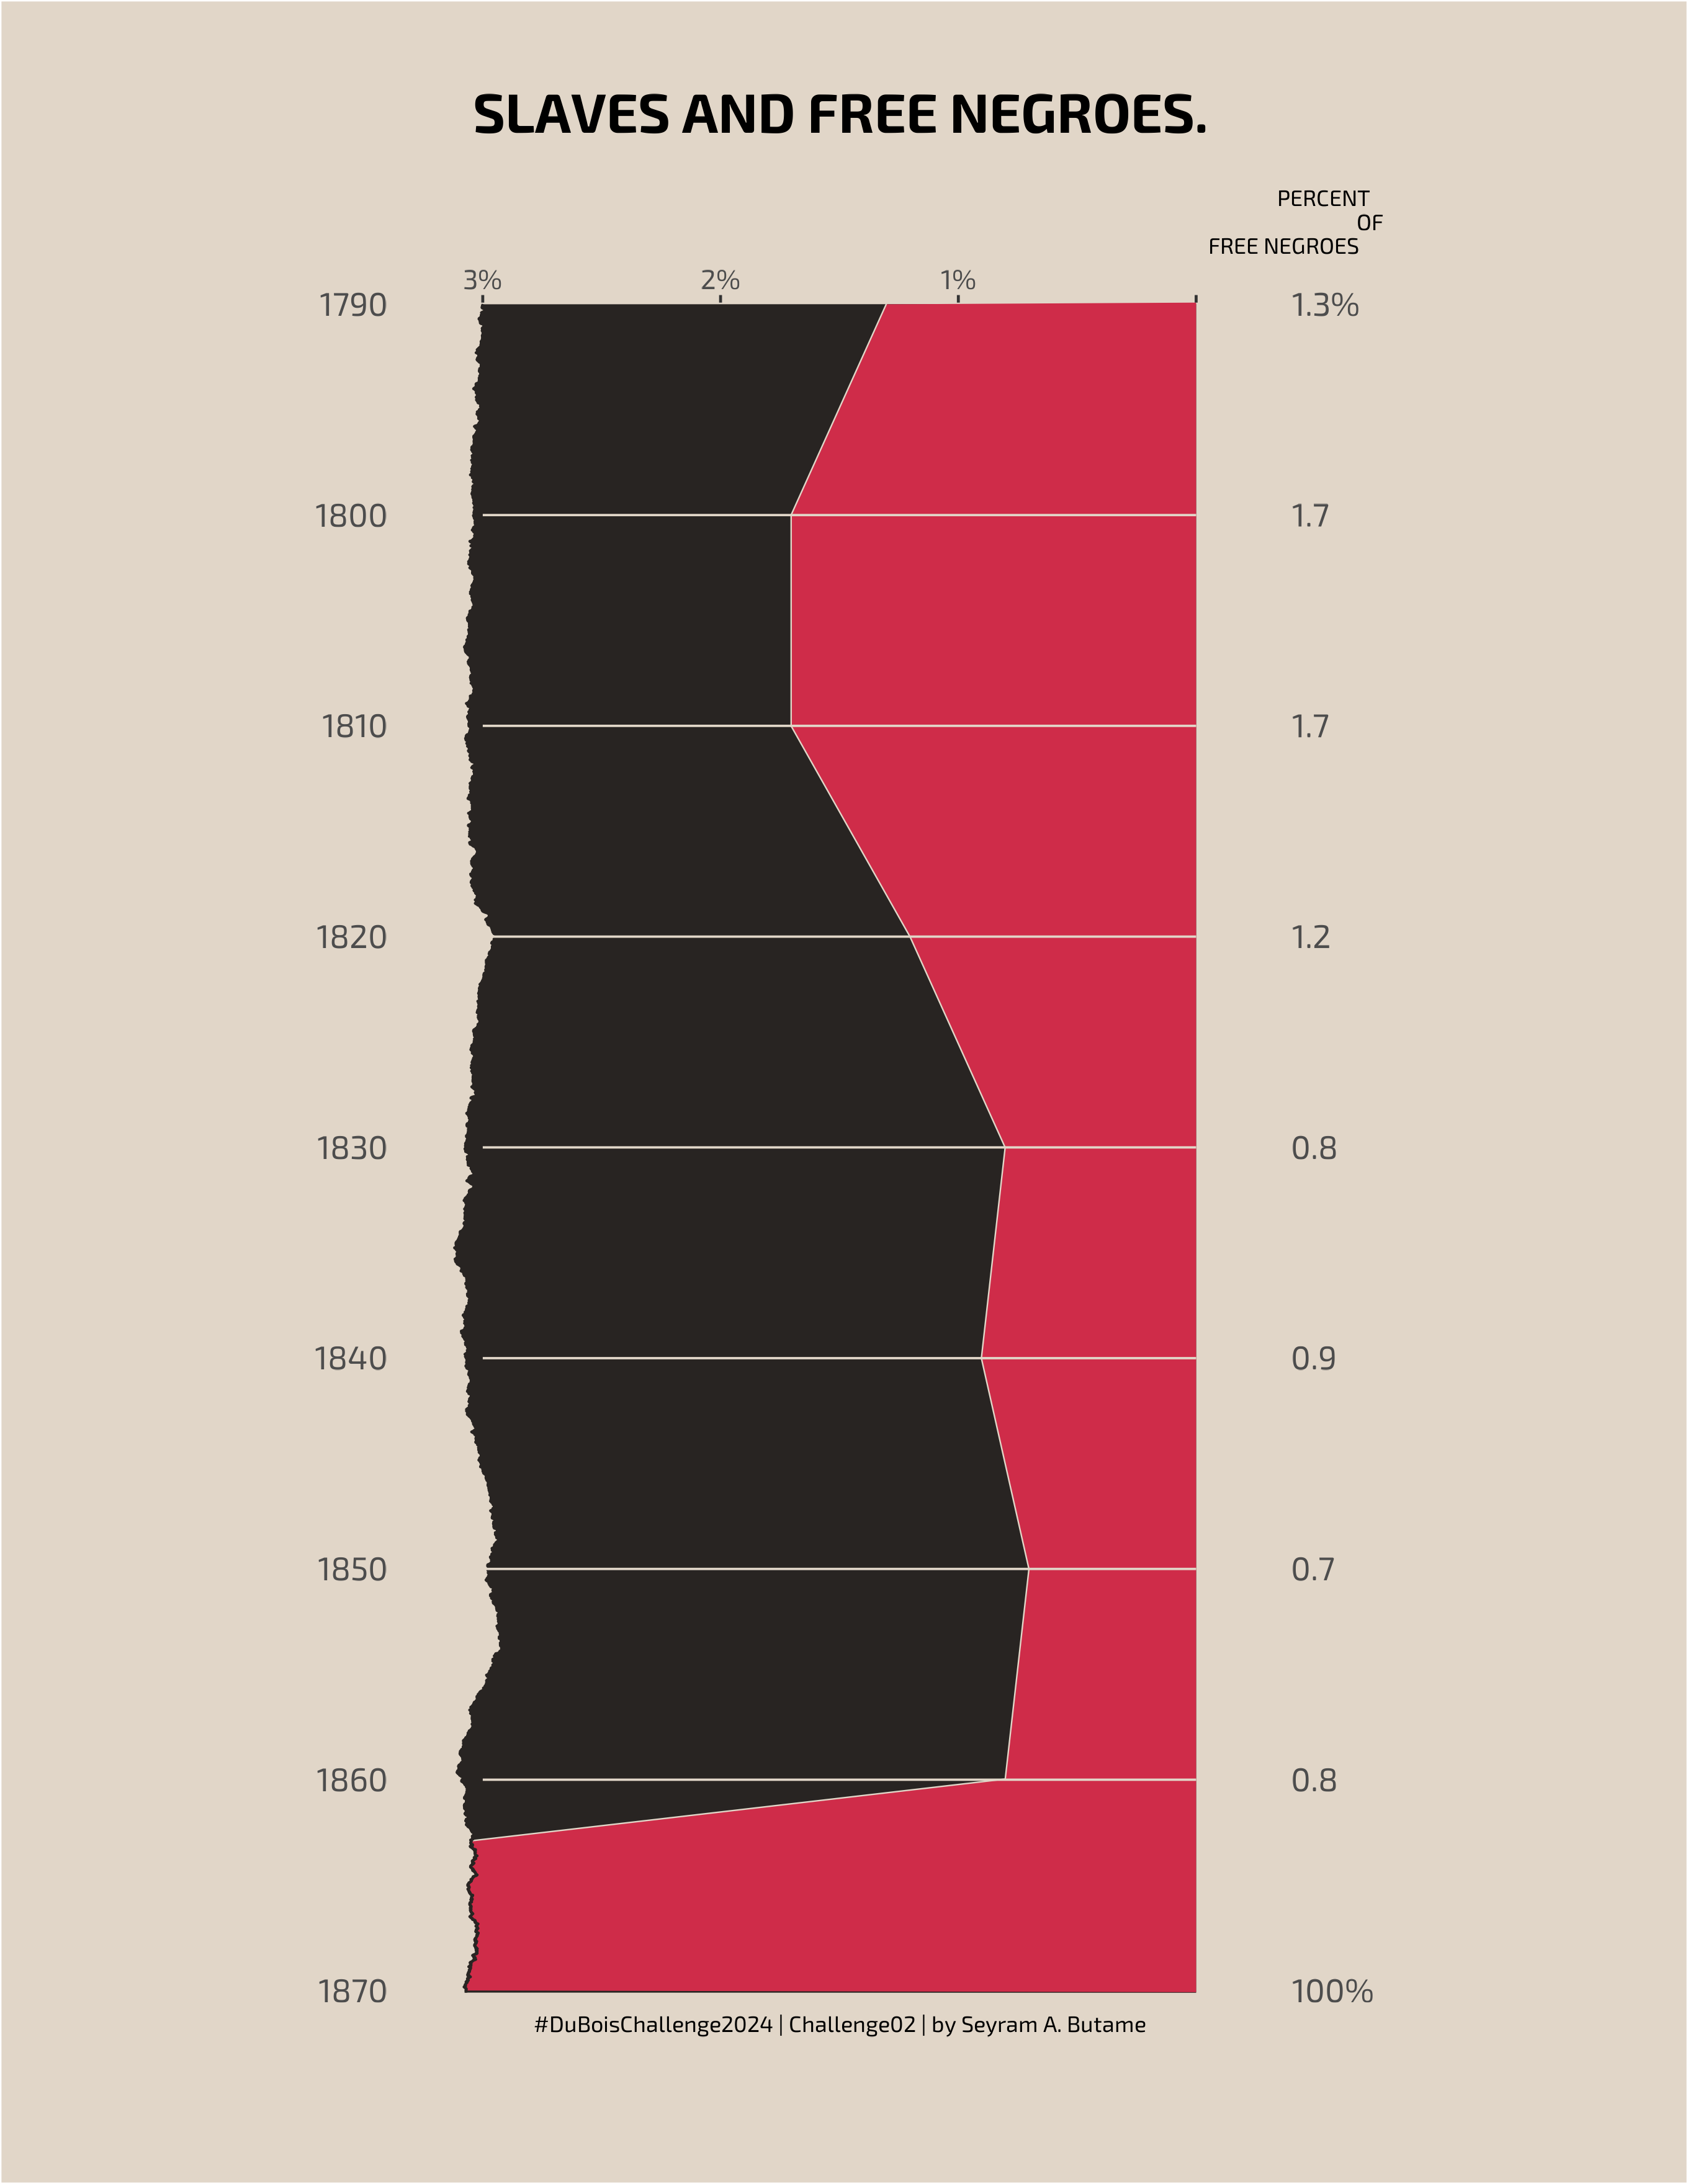 SLAVES AND FREE NEGROES.
PERCENT
OF
FREE NEGROES
3% 2% 1%
1790 1.3%
1800 1.7
1810 1.7
1820 1.2
1830 0.8
1840 0.9
1850 0.7
1860 0.8
1870 100%
#DuBoisChallenge2024 | Challenge02 | by Seyram A. Butame